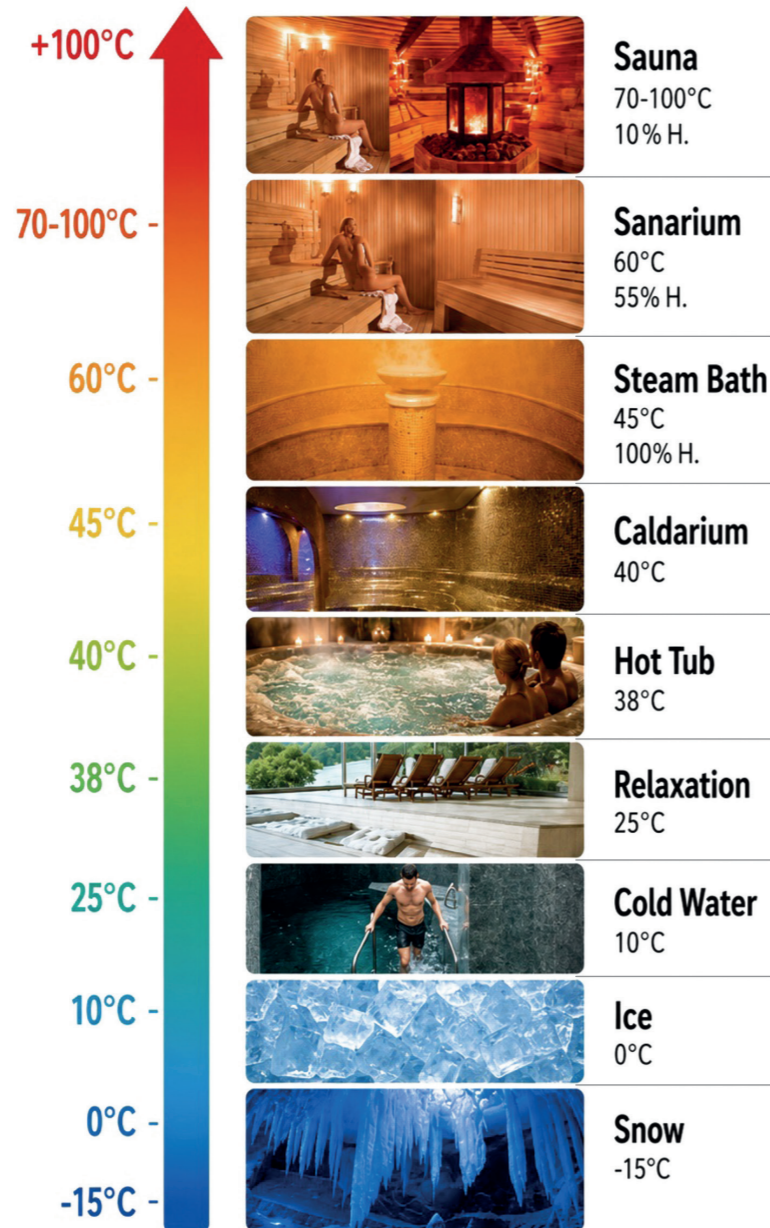 +100°C
Sauna
70-100°C
10% H.
70-100°C -
Sanarium
60°C
55% H.
60°C -
Steam Bath
45°C
100% H.
45°C -
Caldarium
40°C
40°C -
Hot Tub
38°C
38°C -
Relaxation
25°C
25°C -
Cold Water
10°C
10°C -
Ice
0°C
0°C -
Snow
-15°C
-15°C -